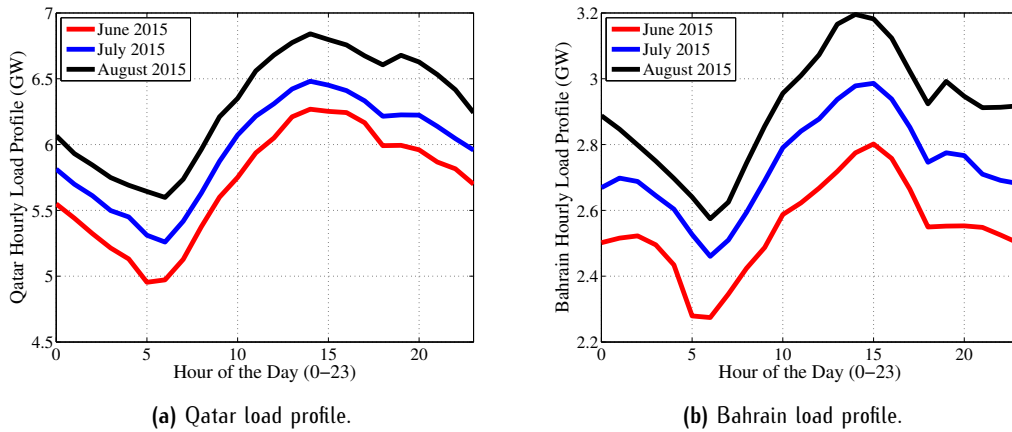 Qatar Hourly Load Profile (GW)
7
6.5
6
5.5
5
4.5
June 2015
July 2015
August 2015
0 5 10 15 20
Hour of the Day (0−23)
(a) Qatar load profile.
Bahrain Hourly Load Profile (GW)
3.2
3
2.8
2.6
2.4
2.2
June 2015
July 2015
August 2015
0 5 10 15 20
Hour of the Day (0−23)
(b) Bahrain load profile.